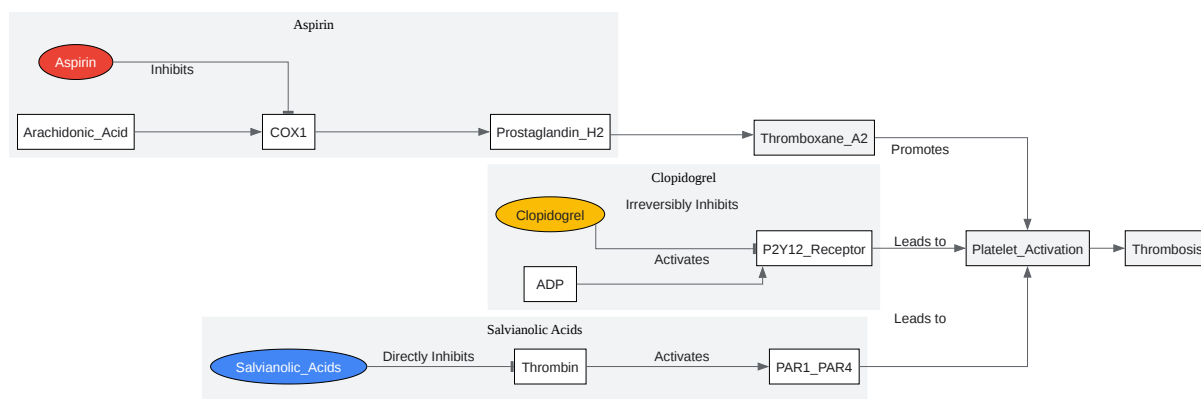 Aspirin
Aspirin
Inhibits
Arachidonic_Acid
COX1
Prostaglandin_H2
Thromboxane_A2
Promotes
Clopidogrel
Clopidogrel
Irreversibly Inhibits
Activates
P2Y12_Receptor
ADP
Leads to
Platelet_Activation
Thrombosis
Leads to
Salvianolic Acids
Salvianolic_Acids
Directly Inhibits
Thrombin
Activates
PAR1_PAR4